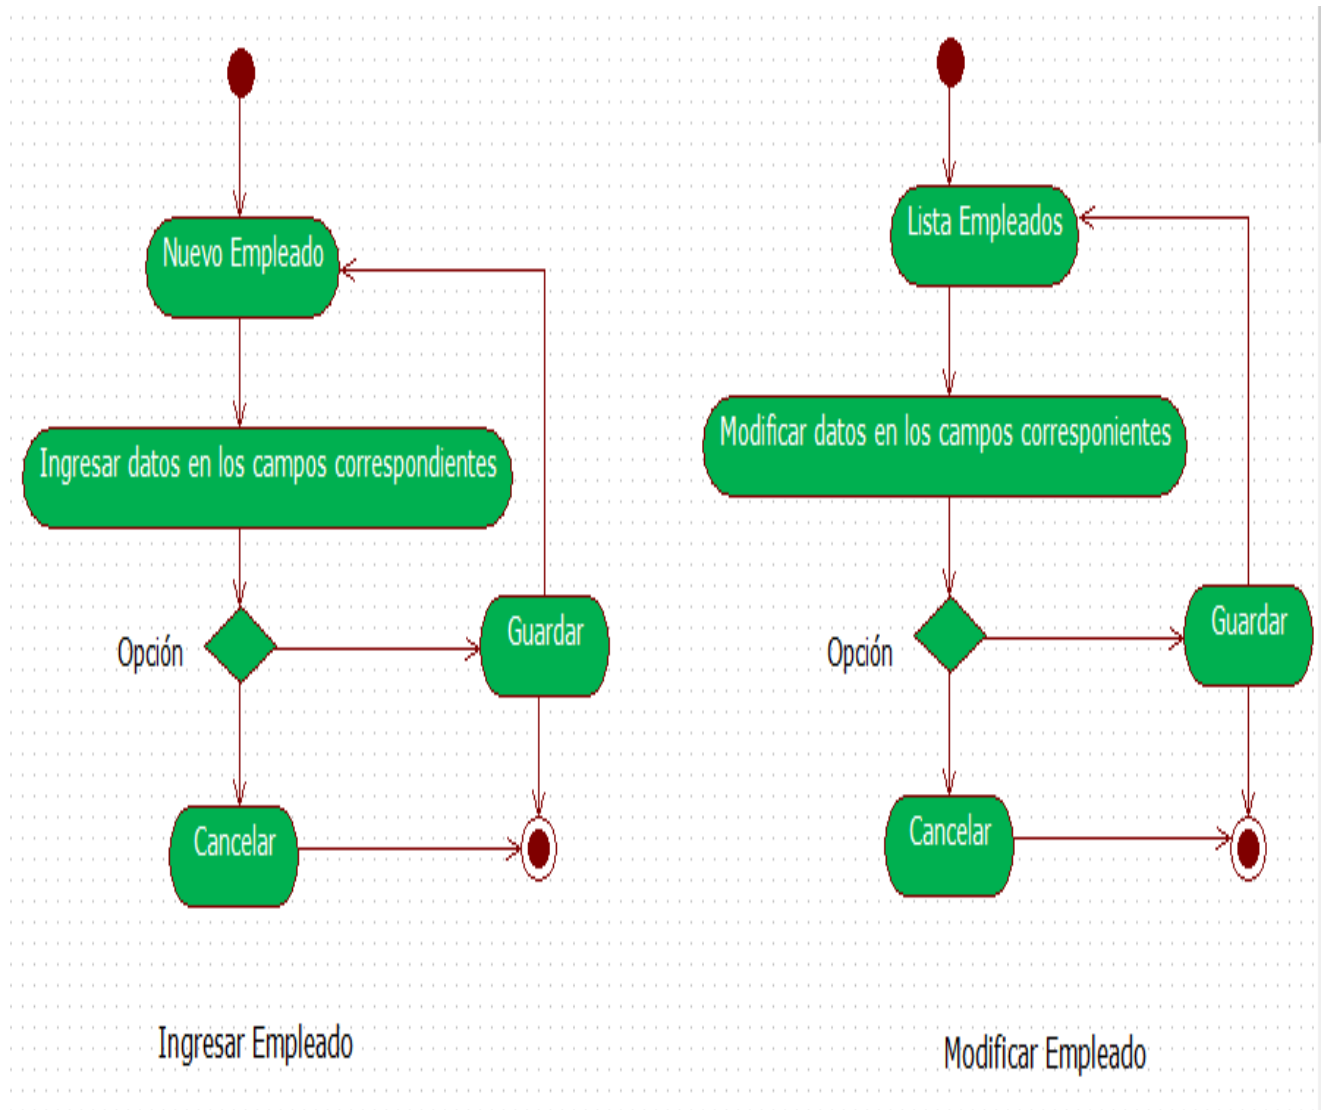 Nuevo Empleado
Ingresar datos en los campos correspondientes
Opción
Guardar
Cancelar
Ingresar Empleado
Lista Empleados
Modificar datos en los campos corresponientes
Opción
Guardar
Cancelar
Modificar Empleado